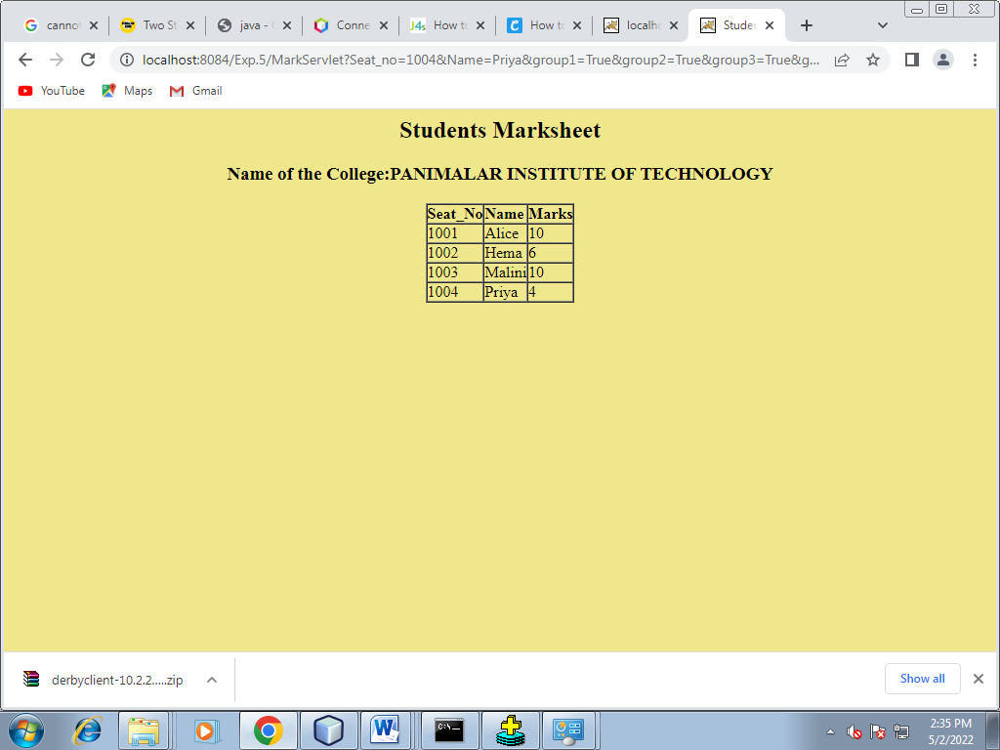 cannot Two St java - Conne How to How to localho Studen
localhost:8084/Exp.5/MarkServlet?Seat_no=1004&Name=Priya&group1=True&group2=True&group3=True&g...
YouTube Maps Gmail
Students Marksheet
Name of the College:PANIMALAR INSTITUTE OF TECHNOLOGY
Seat_No Name Marks
1001 Alice 10
1002 Hema 6
1003 Malini 10
1004 Priya 4
derbyclient-10.2.2.....zip Show all
2:35 PM
5/2/2022